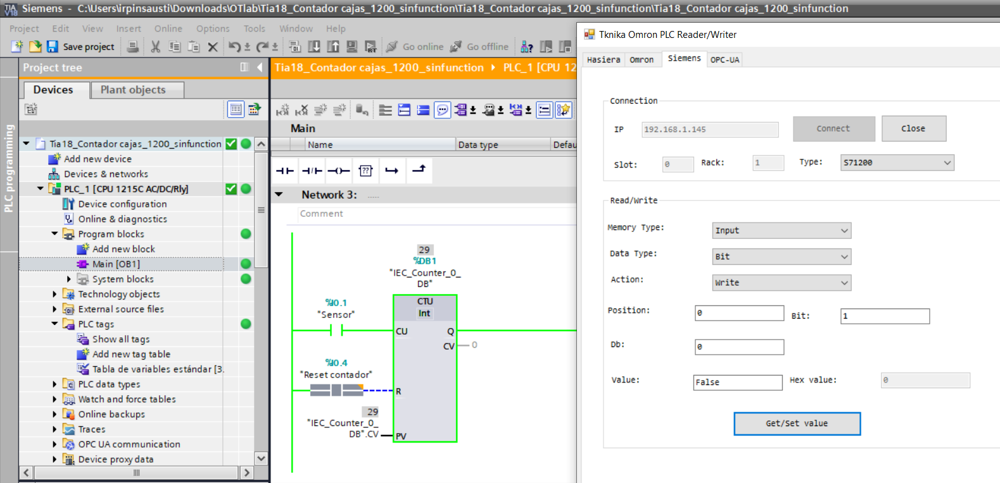 TIA V18
Siemens - C:\Users\irpinsausti\Downloads\OTlab\Tia18_Contador cajas_1200_sinfunction\Tia18_Contador cajas_1200_sinfunction\Tia18_Contador cajas_1200_sinfunction
Project Edit View Insert Online Options Tools Window Help
Save project
Go online
Go offline
PLC programming
Project tree
Devices
Plant objects
Tia18_Contador cajas_1200_sinfunction
Add new device
Devices & networks
PLC_1 [CPU 1215C AC/DC/Rly]
Device configuration
Online & diagnostics
Program blocks
Add new block
Main [OB1]
System blocks
Technology objects
External source files
PLC tags
Show all tags
Add new tag table
Tabla de variables estándar [3.
PLC data types
Watch and force tables
Online backups
Traces
OPC UA communication
Device proxy data
Tia18_Contador cajas_1200_sinfunction PLC_1 [CPU 12
Main
Name Data type Defau
??
Network 3: .....
Comment
29
%DB1
"IEC_Counter_0_
DB"
CTU
Int
%I0.1
"Sensor"
CU Q
CV 0
%I0.4
"Reset contador"
R
29
"IEC_Counter_0_
DB".CV PV
Tknika Omron PLC Reader/Writer
Hasiera Omron Siemens OPC-UA
Connection
IP 192.168.1.145 Connect Close
Slot: 0 Rack: 1 Type: S71200
Read/Write
Memory Type: Input
Data Type: Bit
Action: Write
Position: 0 Bit: 1
Db: 0
Value: False Hex value: 0
Get/Set value